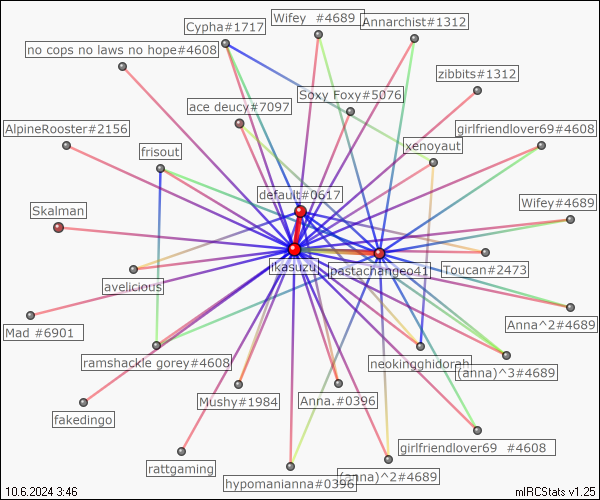 Wifey  #4689
Cypha#1717
Annarchist#1312
no cops no laws no hope#4608
zibbits#1312
Soxy Foxy#5076
ace deucy#7097
AlpineRooster#2156
girlfriendlover69#4608
xenoyaut
frisout
default#0617
Skalman
Wifey#4689
ikasuzu
pastachangeo41
Toucan#2473
avelicious
Anna^2#4689
Mad #6901
ramshackle gorey#4608
neokingghidorah
(anna)^3#4689
Mushy#1984
Anna.#0396
fakedingo
girlfriendlover69  #4608
rattgaming
(anna)^2#4689
hypomanianna#0396
10.6.2024 3:46
mIRCStats v1.25